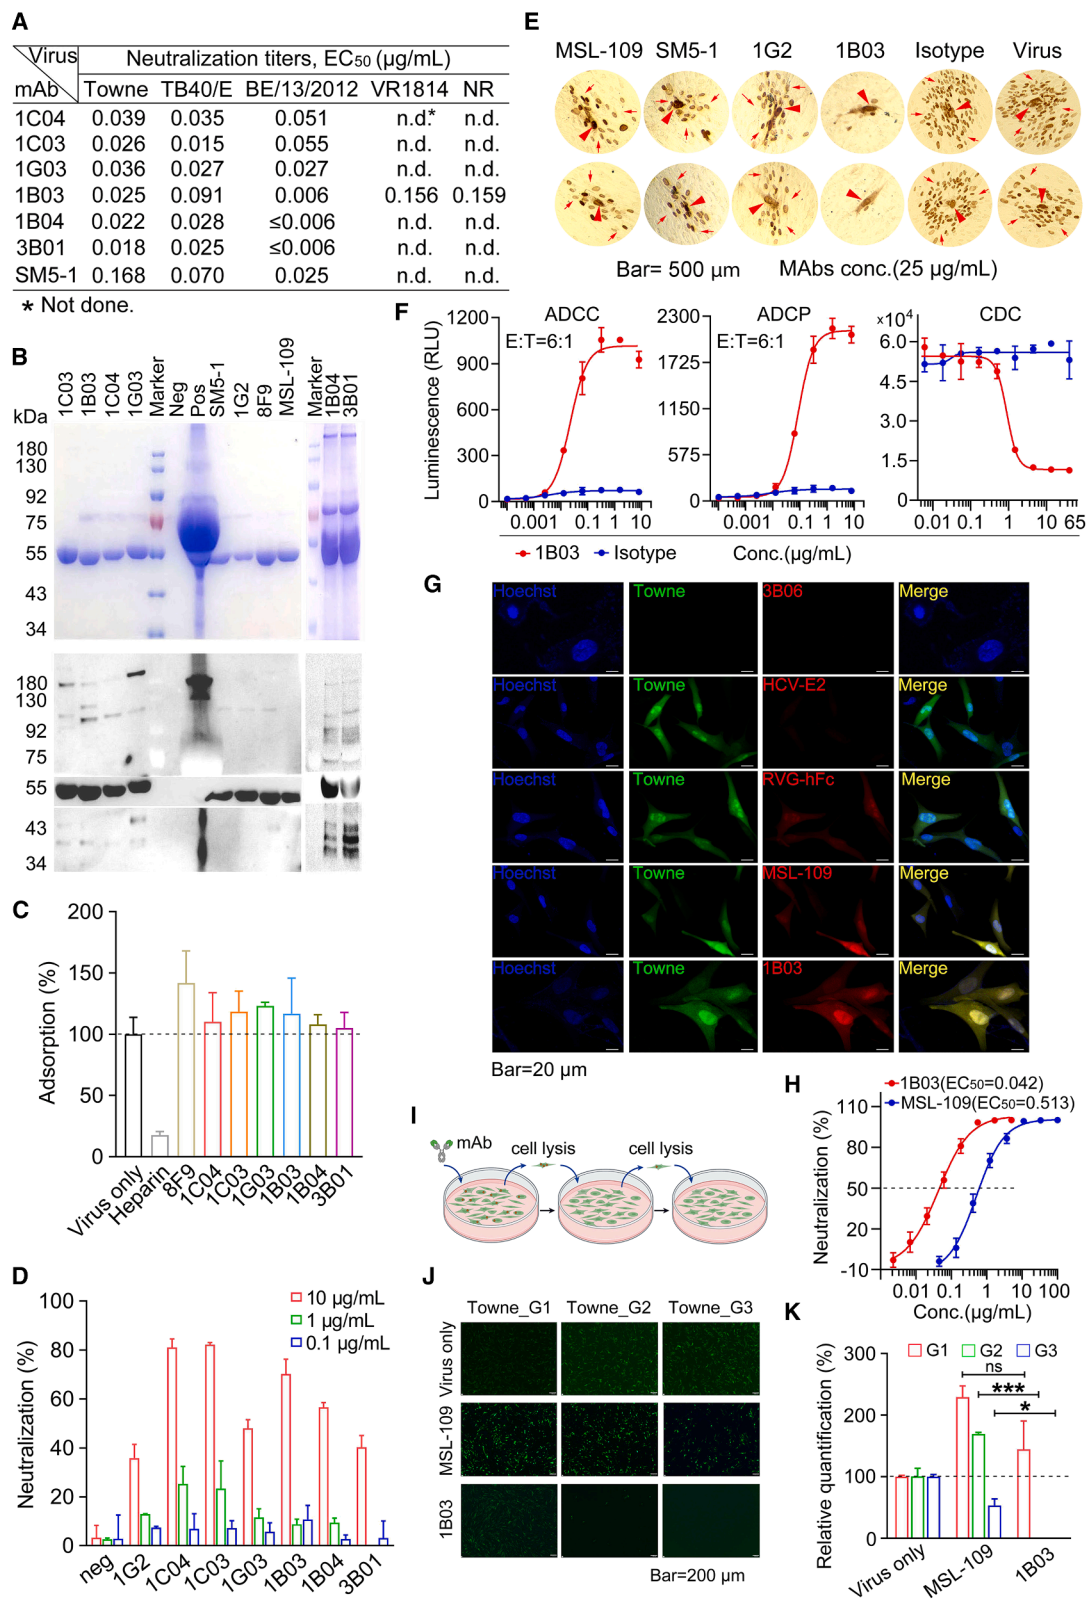 A
Virus
mAb
Neutralization titers, EC50 (µg/mL)
Towne TB40/E BE/13/2012 VR1814 NR
1C04 0.039 0.035 0.051 n.d* n.d.
1C03 0.026 0.015 0.055 n.d. n.d.
1G03 0.036 0.027 0.027 n.d. n.d.
1B03 0.025 0.091 0.006 0.156 0.159
1B04 0.022 0.028 ≤0.006 n.d. n.d.
3B01 0.018 0.025 ≤0.006 n.d. n.d.
SM5-1 0.168 0.070 0.025 n.d. n.d.
* Not done.
B
kDa 1C03 1B03 1C04 1G03 Marker Neg Pos SM5-1 1G2 8F9 MSL-109 Marker 1B04 3B01
180
130
92
75
55
43
34
180
130
92
75
55
43
34
C
Adsorption (%)
200
150
100
50
0
Virus only Heparin 8F9 1C04 1C03 1G03 1B03 1B04 3B01
D
Neutralization (%)
100
80
60
40
20
0
10 µg/mL
1 µg/mL
0.1 µg/mL
neg 1G2 1C04 1C03 1G03 1B03 1B04 3B01
E
MSL-109 SM5-1 1G2 1B03 Isotype Virus
Bar= 500 µm MAbs conc.(25 µg/mL)
F
Luminescence (RLU)
ADCC
E:T=6:1
1200
900
600
300
0
0.001 0.1 10
ADCP
E:T=6:1
2300
1725
1150
575
0
0.001 0.1 10
CDC
×10⁴
6.0
4.5
3.0
1.5
0
0.01 0.1 1 10 65
1B03 Isotype Conc.(µg/mL)
G
Hoechst Towne 3B06 Merge
Hoechst Towne HCV-E2 Merge
Hoechst Towne RVG-hFc Merge
Hoechst Towne MSL-109 Merge
Hoechst Towne 1B03 Merge
Bar=20 µm
H
1B03(EC50=0.042)
MSL-109(EC50=0.513)
Neutralization (%)
110
80
50
20
-10
0.01 0.1 1 10 100
Conc.(µg/mL)
I
mAb
cell lysis cell lysis
J
Towne_G1 Towne_G2 Towne_G3
Virus only
MSL-109
1B03
Bar=200 µm
K
Relative quantification (%)
G1 G2 G3
ns
***
*
300
200
100
0
Virus only MSL-109 1B03